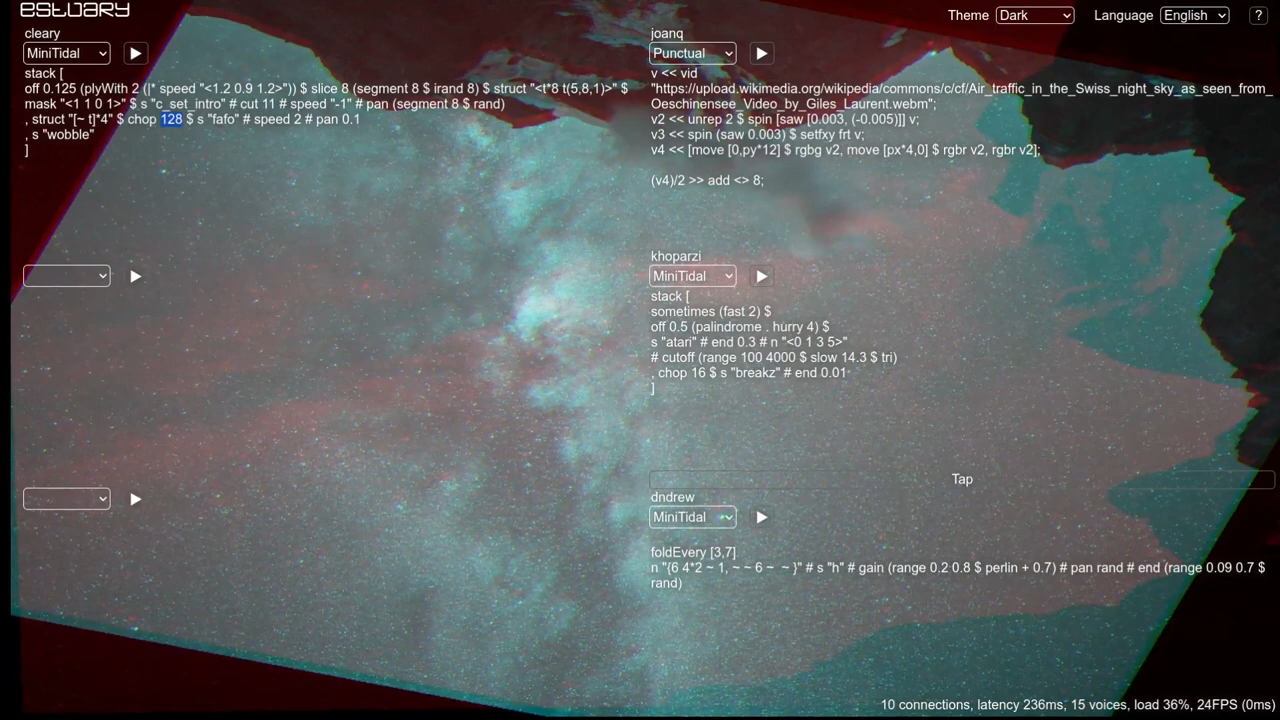 estuary
Theme Dark Language English ?
cleary
MiniTidal
stack [
off 0.125 (plyWith 2 (|* speed "<1.2 0.9 1.2>")) $ slice 8 (segment 8 $ irand 8) $ struct "<t*8 t(5,8,1)>" $
mask "<1 1 0 1>" $ s "c_set_intro" # cut 11 # speed "-1" # pan (segment 8 $ rand)
, struct "[~ t]*4" $ chop 128 $ s "fafo" # speed 2 # pan 0.1
, s "wobble"
]
joanq
Punctual
v << vid
"https://upload.wikimedia.org/wikipedia/commons/c/cf/Air_traffic_in_the_Swiss_night_sky_as_seen_from_
Oeschinensee_Video_by_Giles_Laurent.webm";
v2 << unrep 2 $ spin [saw [0.003, (-0.005)]] v;
v3 << spin (saw 0.003) $ setfxy frt v;
v4 << [move [0,py*12] $ rgbg v2, move [px*4,0] $ rgbr v2, rgbr v2];
(v4)/2 >> add <> 8;
khoparzi
MiniTidal
stack [
sometimes (fast 2) $
off 0.5 (palindrome . hurry 4) $
s "atari" # end 0.3 # n "<0 1 3 5>"
# cutoff (range 100 4000 $ slow 14.3 $ tri)
, chop 16 $ s "breakz" # end 0.01
]
Tap
dndrew
MiniTidal
foldEvery [3,7]
n "{6 4*2 ~ 1, ~ ~ 6 ~ ~ }" # s "h" # gain (range 0.2 0.8 $ perlin + 0.7) # pan rand # end (range 0.09 0.7 $
rand)
10 connections, latency 236ms, 15 voices, load 36%, 24FPS (0ms)